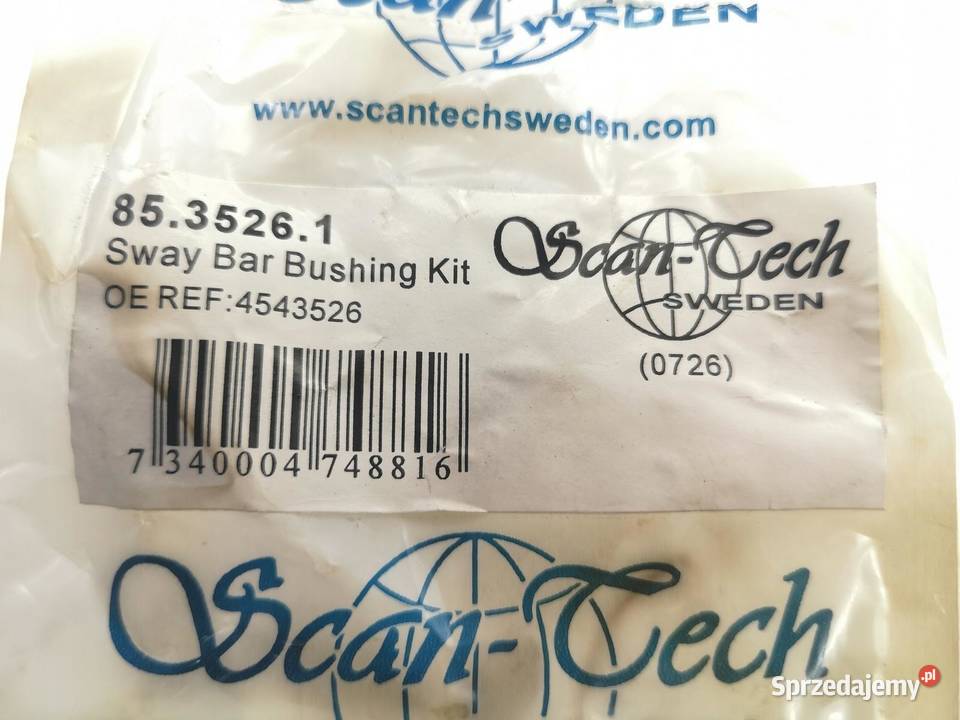 Scan
SWEDEN
www.scantechsweden.com
85.3526.1
Sway Bar Bushing Kit
OE REF:4543526
Scan-Tech
SWEDEN
(0726)
7 340004 748816
Scan-Tech
Sprzedajemy.pl